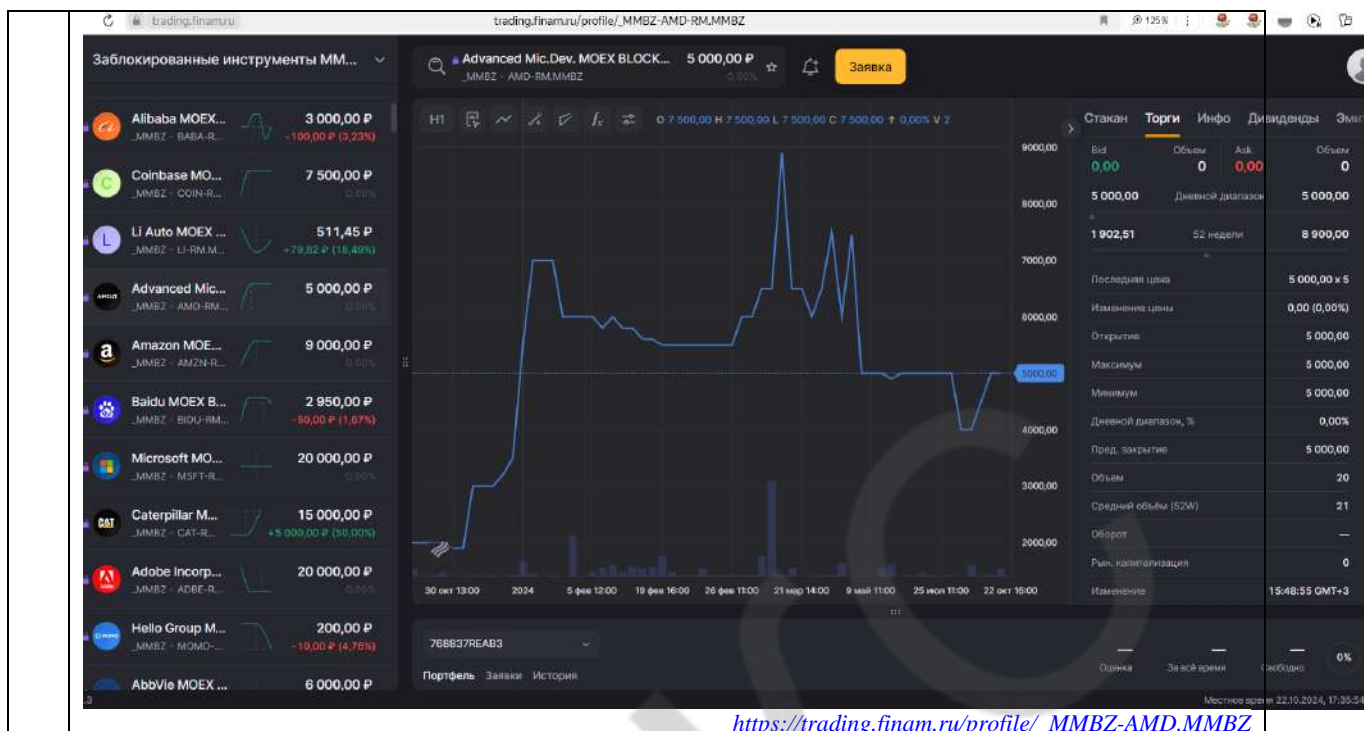 trading.finam.ru
trading.finam.ru/profile/_MMBZ-AMD-RM.MMBZ
125%
Заблокированные инструменты MM...
Advanced Mic.Dev. MOEX BLOCK... 5 000,00 ₽
_MMBZ - AMD-RM.MMBZ 0,00%
Заявка
Alibaba MOEX... 3 000,00 ₽
_MMBZ - BABA-R... -100,00 ₽ (3,23%)
Coinbase MO... 7 500,00 ₽
_MMBZ - COIN-R... 0,00%
Li Auto MOEX ... 511,45 ₽
_MMBZ - LI-RM.M... +79,82 ₽ (18,49%)
Advanced Mic... 5 000,00 ₽
_MMBZ - AMD-RM... 0,00%
Amazon MOE... 9 000,00 ₽
_MMBZ - AMZN-R... 0,00%
Baidu MOEX B... 2 950,00 ₽
_MMBZ - BIDU-RM... -50,00 ₽ (1,67%)
Microsoft MO... 20 000,00 ₽
_MMBZ - MSFT-R... 0,00%
Caterpillar M... 15 000,00 ₽
_MMBZ - CAT-R... +5 000,00 ₽ (50,00%)
Adobe Incorp... 20 000,00 ₽
_MMBZ - ADBE-R... 0,00%
Hello Group M... 200,00 ₽
_MMBZ - MOMO-... -10,00 ₽ (4,76%)
AbbVie MOEX ... 6 000,00 ₽
H1 O 7 500,00 H 7 500,00 L 7 500,00 C 7 500,00 0,00% V 2
9000,00
8000,00
7000,00
6000,00
5000,00
4000,00
3000,00
2000,00
30 окт 13:00 2024 5 фев 12:00 19 фев 16:00 26 фев 11:00 21 мар 14:00 9 май 11:00 25 июл 11:00 22 окт 16:00
Стакан Торги Инфо Дивиденды Эми
Bid Объем Ask Объем
0,00 0 0,00 0
5 000,00 Дневной диапазон 5 000,00
1 902,51 52 недели 8 900,00
Последняя цена 5 000,00 x 5
Изменение цены 0,00 (0,00%)
Открытие 5 000,00
Максимум 5 000,00
Минимум 5 000,00
Дневной диапазон, % 0,00%
Пред. закрытие 5 000,00
Объём 20
Средний объём (52W) 21
Оборот —
Рын. капитализация 0
Изменение 15:48:55 GMT+3
768837REAB3
Портфель Заявки История
Оценка За всё время Свободно 0%
Местное время 22.10.2024, 17:35:54
https://trading.finam.ru/profile/_MMBZ-AMD.MMBZ